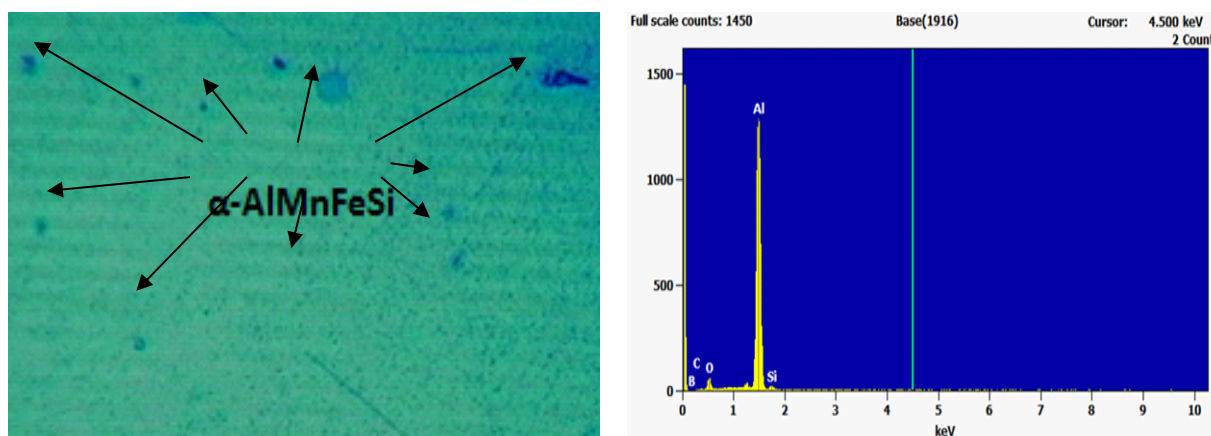 α-AlMnFeSi
Full scale counts: 1450
Base(1916)
Cursor: 4.500 keV
2 Count
1500
1000
500
0
Al
C
O
B
Si
0 1 2 3 4 5 6 7 8 9 10
keV